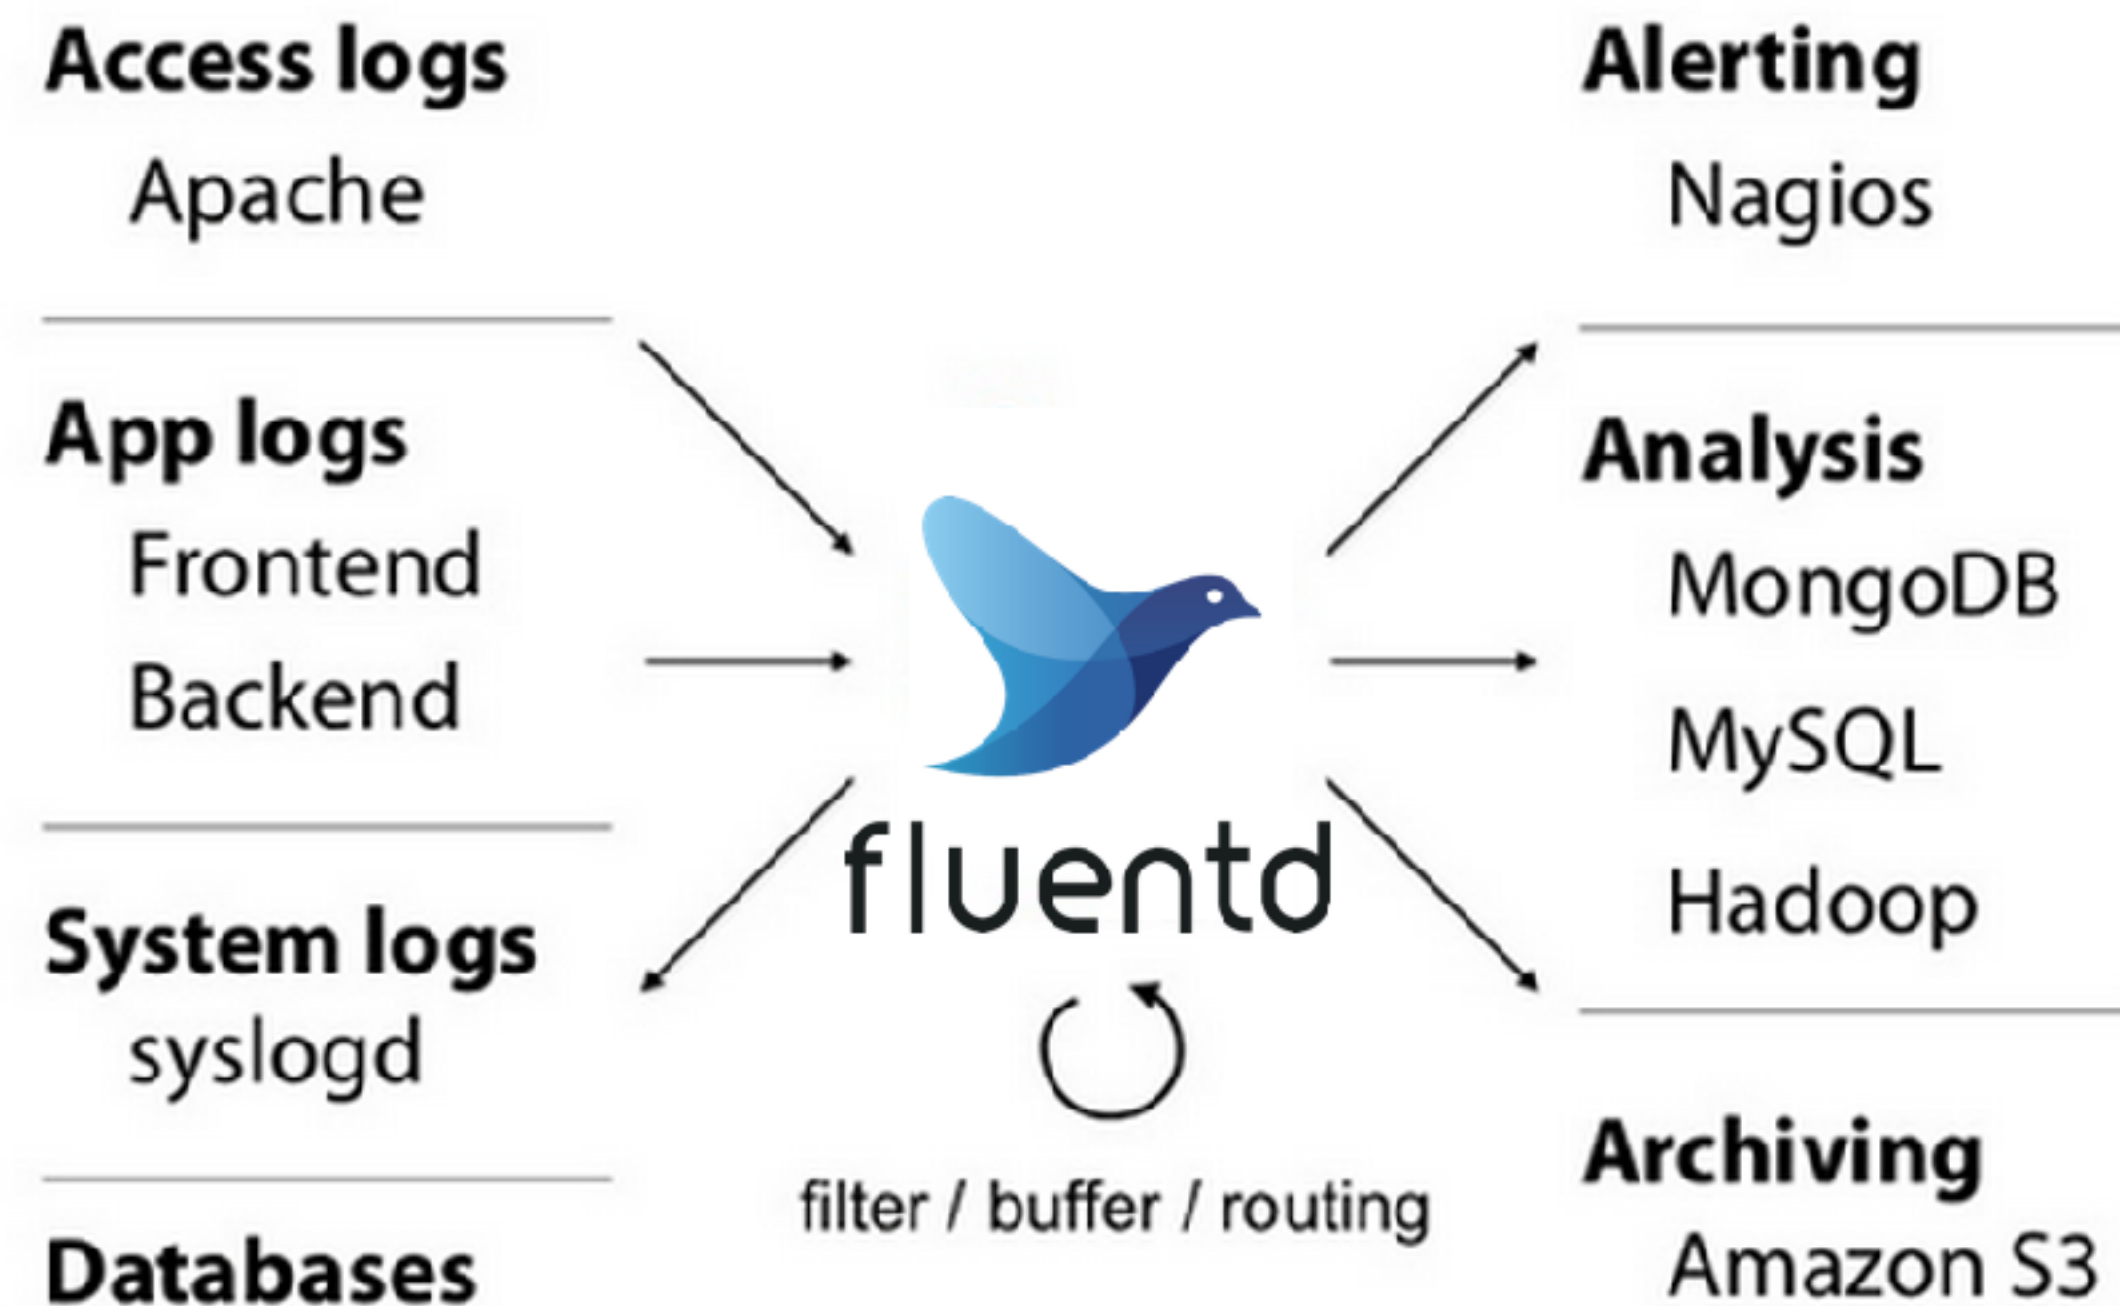 Access logs
Apache
App logs
Frontend
Backend
System logs
syslogd
Databases
fluentd
filter / buffer / routing
Alerting
Nagios
Analysis
MongoDB
MySQL
Hadoop
Archiving
Amazon S3